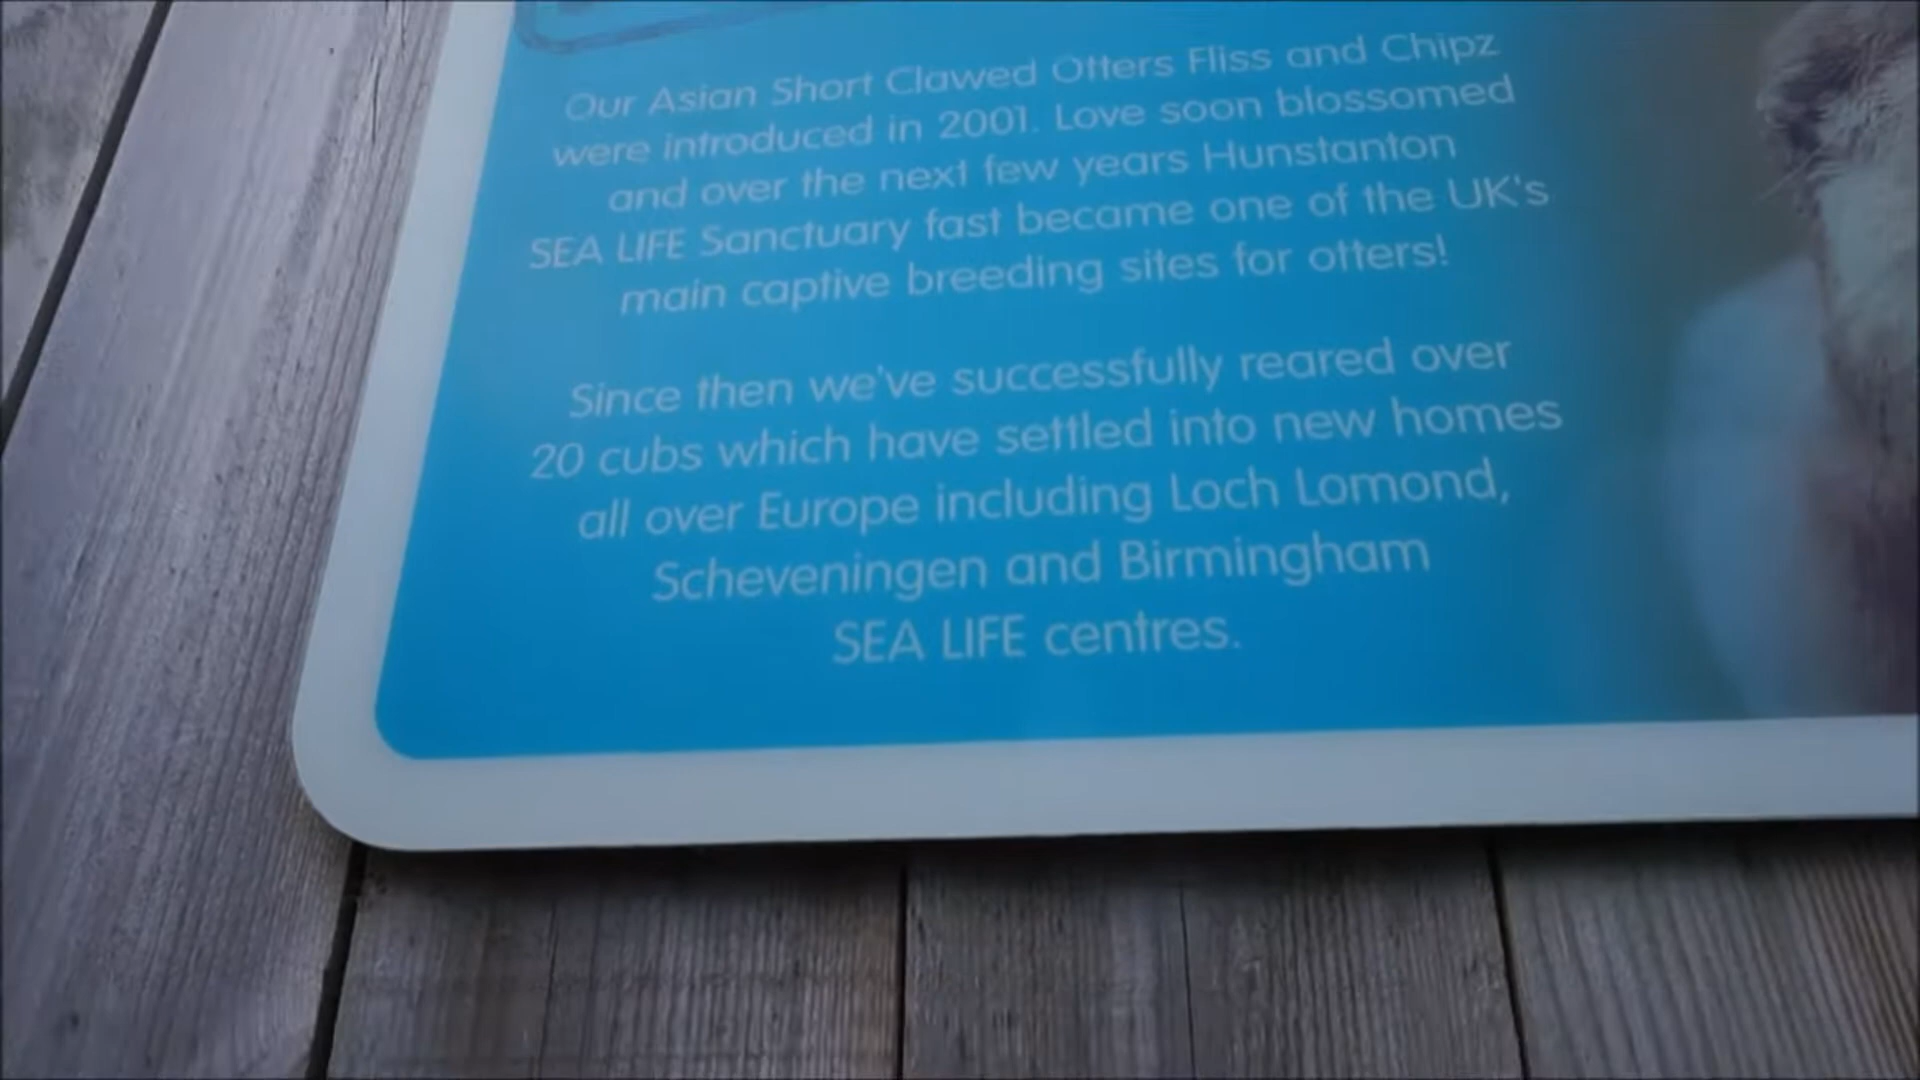 Our Asian Short Clawed Otters Fliss and Chipz
were introduced in 2001. Love soon blossomed
and over the next few years Hunstanton
SEA LIFE Sanctuary fast became one of the UK's
main captive breeding sites for otters!
Since then we've successfully reared over
20 cubs which have settled into new homes
all over Europe including Loch Lomond,
Scheveningen and Birmingham
SEA LIFE centres.